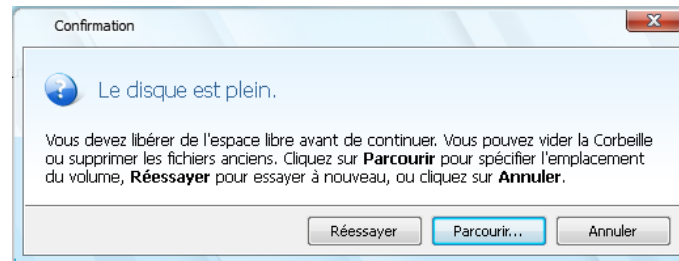 Confirmation
Le disque est plein.
Vous devez libérer de l'espace libre avant de continuer. Vous pouvez vider la Corbeille
ou supprimer les fichiers anciens. Cliquez sur Parcourir pour spécifier l'emplacement
du volume, Réessayer pour essayer à nouveau, ou cliquez sur Annuler.
Réessayer
Parcourir...
Annuler